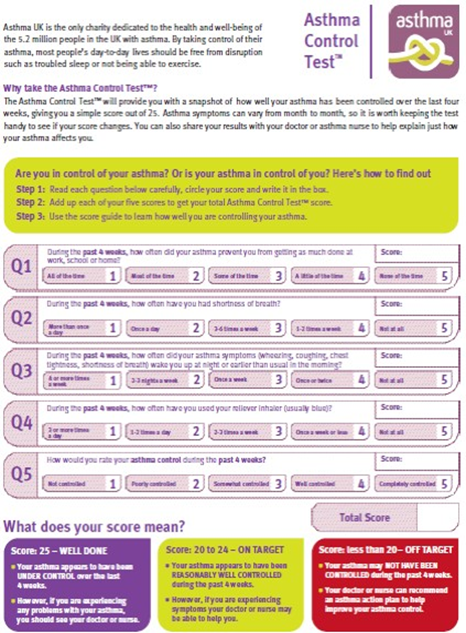 Asthma UK is the only charity dedicated to the health and well-being of
the 5.2 million people in the UK with asthma. By taking control of their
asthma, most people's day-to-day lives should be free from disruption
such as troubled sleep or not being able to exercise.
Asthma
Control
Test™
asthma
UK
Why take the Asthma Control Test™?
The Asthma Control Test™ will provide you with a snapshot of how well your asthma has been controlled over the last four
weeks, giving you a simple score out of 25. Asthma symptoms can vary from month to month, so it is worth keeping the test
handy to see if your score changes. You can also share your results with your doctor or asthma nurse to help explain just how
your asthma affects you.
Are you in control of your asthma? Or is your asthma in control of you? Here's how to find out
Step 1: Read each question below carefully, circle your score and write it in the box.
Step 2: Add up each of your five scores to get your total Asthma Control Test™ score.
Step 3: Use the score guide to learn how well you are controlling your asthma.
Q1
During the past 4 weeks, how often did your asthma prevent you from getting as much done at
work, school or home?
Score:
All of the time 1 Most of the time 2 Some of the time 3 A little of the time 4 None of the time 5
Q2
During the past 4 weeks, how often have you had shortness of breath?
Score:
More than once
a day 1 Once a day 2 3-6 times a week 3 1-2 times a week 4 Not at all 5
Q3
During the past 4 weeks, how often did your asthma symptoms (wheezing, coughing, chest
tightness, shortness of breath) wake you up at night or earlier than usual in the morning?
Score:
4 or more times
a week 1 2-3 nights a week 2 Once a week 3 Once or twice 4 Not at all 5
Q4
During the past 4 weeks, how often have you used your reliever inhaler (usually blue)?
Score:
3 or more times
a day 1 1-2 times a day 2 2-3 times a week 3 Once a week or less 4 Not at all 5
Q5
How would you rate your asthma control during the past 4 weeks?
Score:
Not controlled 1 Poorly controlled 2 Somewhat controlled 3 Well controlled 4 Completely controlled 5
Total Score
What does your score mean?
Score: 25 – WELL DONE
• Your asthma appears to have been
UNDER CONTROL over the last
4 weeks.
• However, if you are experiencing
any problems with your asthma,
you should see your doctor or nurse.
Score: 20 to 24 – ON TARGET
• Your asthma appears to have been
REASONABLY WELL CONTROLLED
during the past 4 weeks.
• However, if you are experiencing
symptoms your doctor or nurse may
be able to help you.
Score: less than 20– OFF TARGET
• Your asthma may NOT HAVE BEEN
CONTROLLED during the past 4 weeks.
• Your doctor or nurse can recommend
an asthma action plan to help
improve your asthma control.